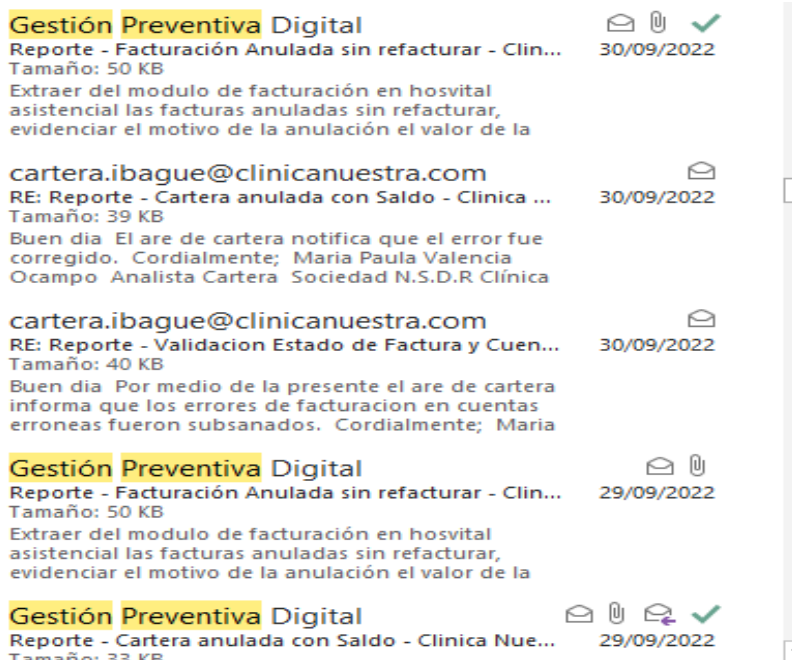 Gestión Preventiva Digital
Reporte - Facturación Anulada sin refacturar - Clin... 30/09/2022
Tamaño: 50 KB
Extraer del modulo de facturación en hosvital
asistencial las facturas anuladas sin refacturar,
evidenciar el motivo de la anulación el valor de la
cartera.ibague@clinicanuestra.com
RE: Reporte - Cartera anulada con Saldo - Clinica ... 30/09/2022
Tamaño: 39 KB
Buen dia El are de cartera notifica que el error fue
corregido. Cordialmente; Maria Paula Valencia
Ocampo Analista Cartera Sociedad N.S.D.R Clínica
cartera.ibague@clinicanuestra.com
RE: Reporte - Validacion Estado de Factura y Cuen... 30/09/2022
Tamaño: 40 KB
Buen dia Por medio de la presente el are de cartera
informa que los errores de facturacion en cuentas
erroneas fueron subsanados. Cordialmente; Maria
Gestión Preventiva Digital
Reporte - Facturación Anulada sin refacturar - Clin... 29/09/2022
Tamaño: 50 KB
Extraer del modulo de facturación en hosvital
asistencial las facturas anuladas sin refacturar,
evidenciar el motivo de la anulación el valor de la
Gestión Preventiva Digital
Reporte - Cartera anulada con Saldo - Clinica Nue... 29/09/2022
Tamaño: 33 KB